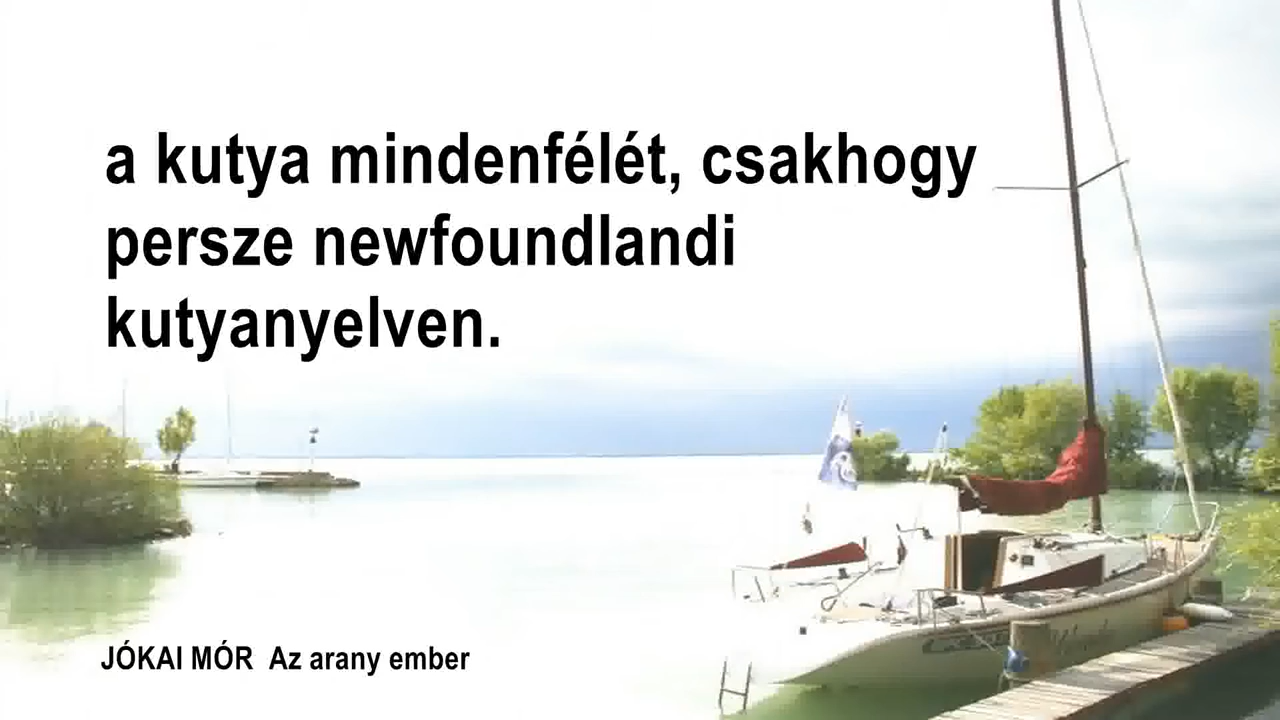 a kutya mindenfélét, csakhogy
persze newfoundlandi
kutyanyelven.
JÓKAI MÓR Az arany ember